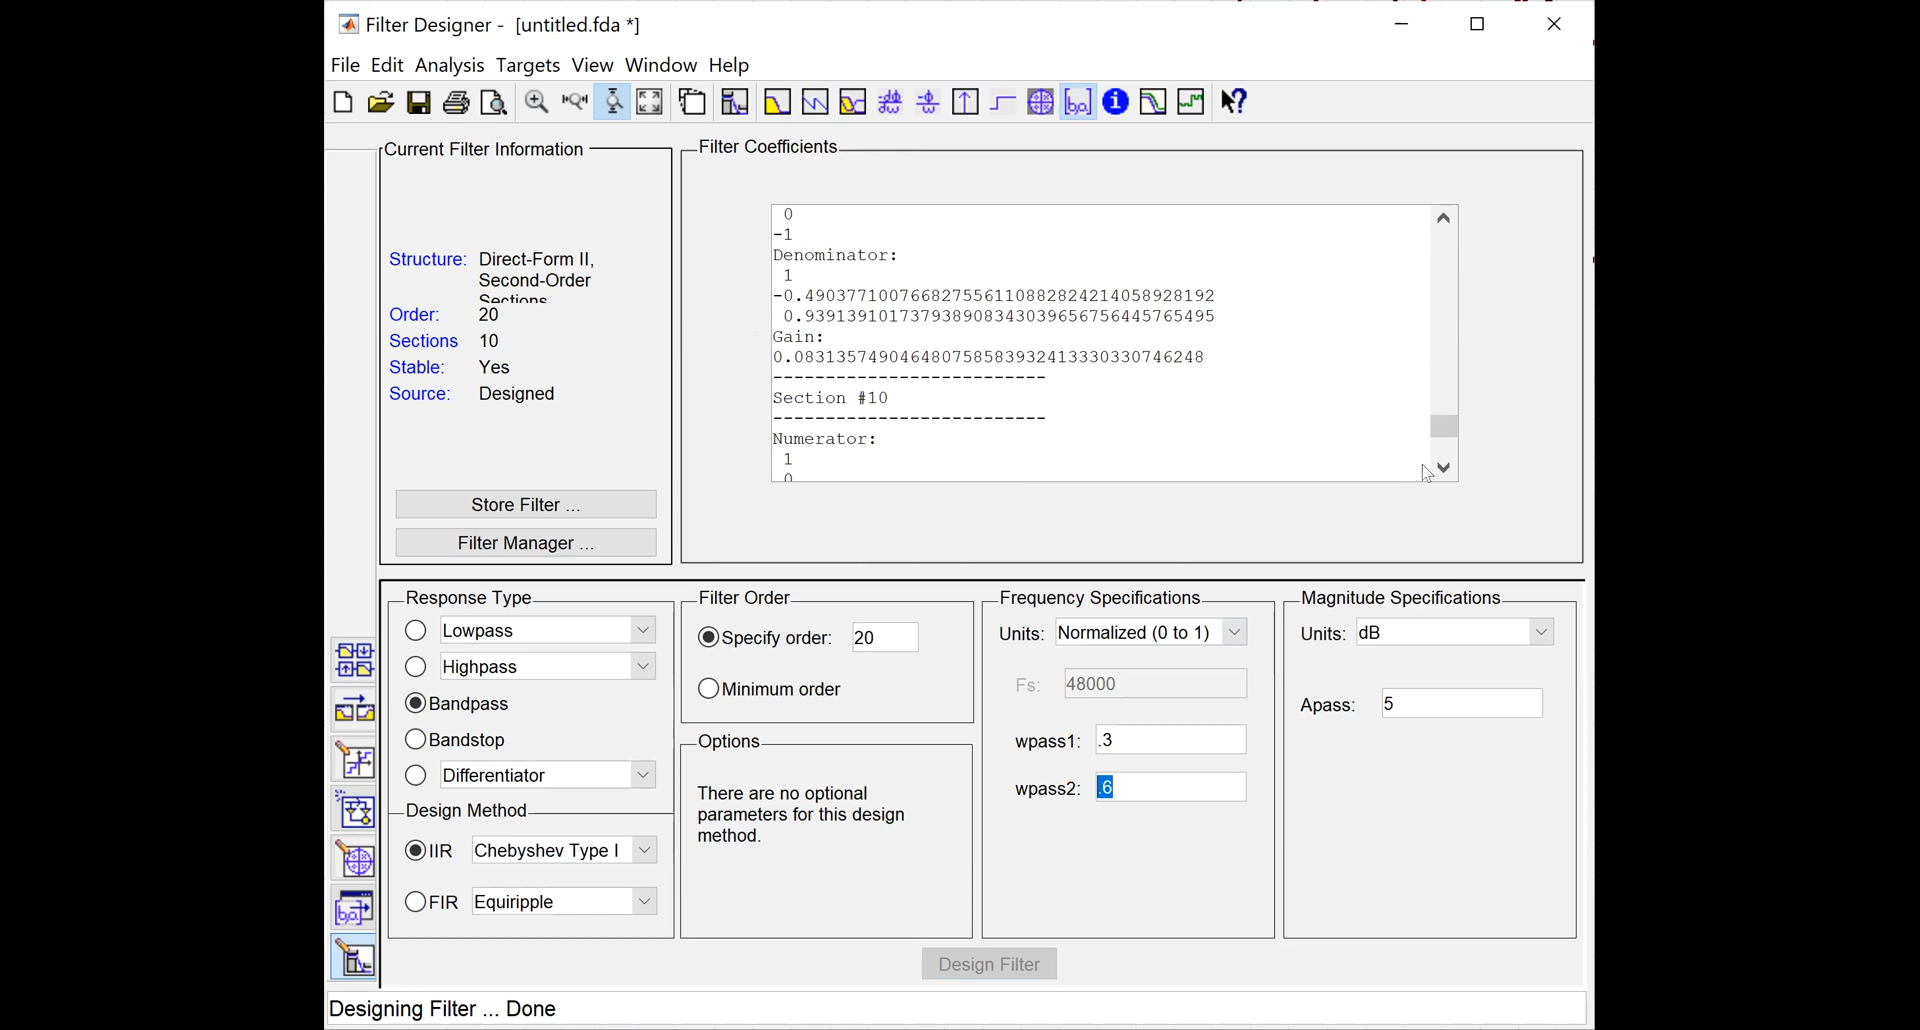 Filter Designer - [untitled.fda *]
File Edit Analysis Targets View Window Help
Current Filter Information
Structure: Direct-Form II,
Second-Order
Sections
Order: 20
Sections 10
Stable: Yes
Source: Designed
Store Filter ...
Filter Manager ...
Filter Coefficients
0
-1
Denominator:
1
-0.490377100766827556110882824214058928192
0.939139101737938908343039656756445765495
Gain:
0.083135749046480758583932413330330746248
--------------------------
Section #10
--------------------------
Numerator:
1
0
Response Type
Lowpass
Highpass
Bandpass
Bandstop
Differentiator
Design Method
IIR Chebyshev Type I
FIR Equiripple
Filter Order
Specify order: 20
Minimum order
Options
There are no optional
parameters for this design
method.
Frequency Specifications
Units: Normalized (0 to 1)
Fs: 48000
wpass1: .3
wpass2: .6
Magnitude Specifications
Units: dB
Apass: 5
Design Filter
Designing Filter ... Done